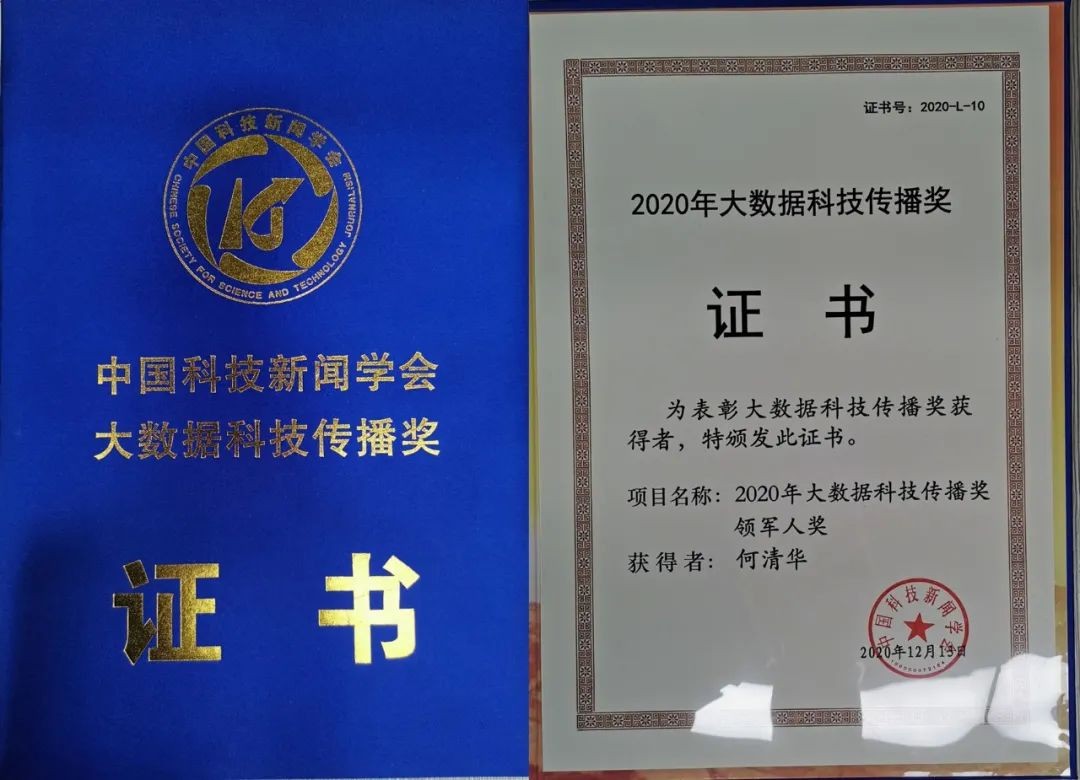 中国科技新闻学会
CHINESE SOCIETY FOR SCIENCE AND TECHNOLOGY JOURNALISM
中国科技新闻学会
大数据科技传播奖
证 书
证书号：2020-L-10
2020年大数据科技传播奖
证 书
为表彰大数据科技传播奖获
得者，特颁发此证书。
项目名称：2020年大数据科技传播奖
领军人奖
获得者：何清华
中国科技新闻学会
2020年12月15日